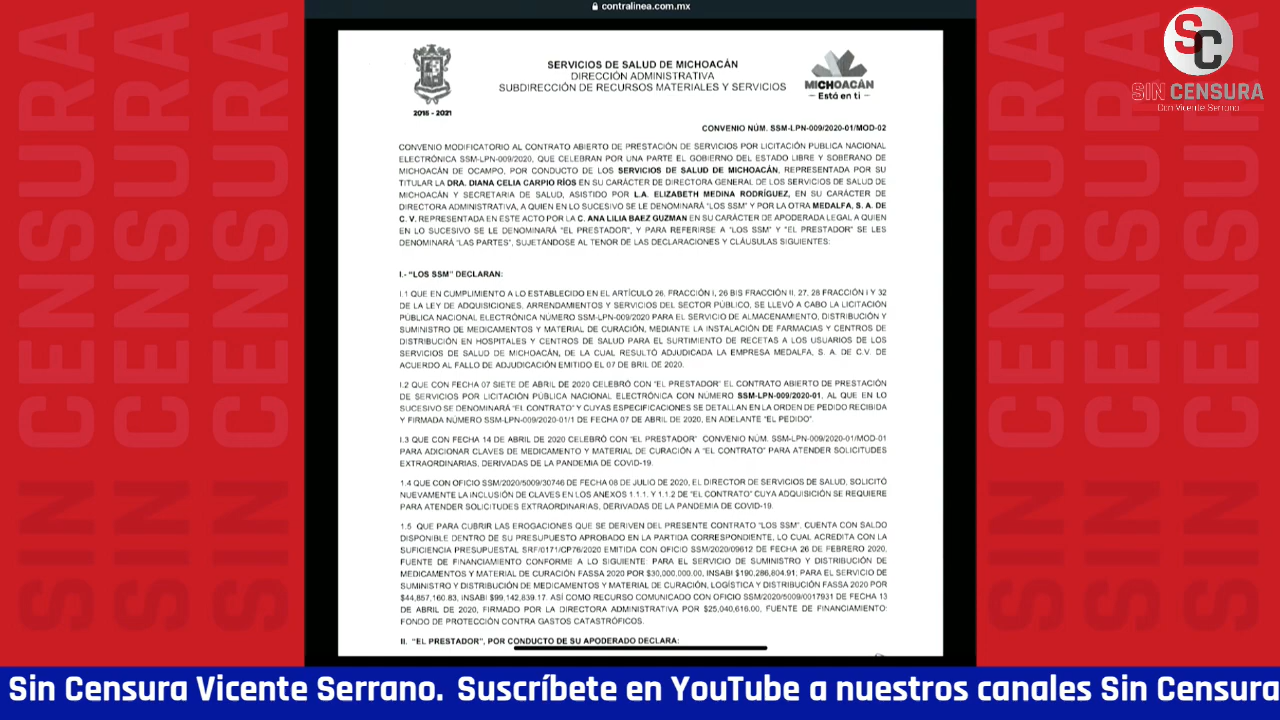 contralinea.com.mx
SC
SIN CENSURA
Con Vicente Serrano
SERVICIOS DE SALUD DE MICHOACÁN
DIRECCIÓN ADMINISTRATIVA
SUBDIRECCIÓN DE RECURSOS MATERIALES Y SERVICIOS
2015 - 2021
MICHOACÁN
Está en ti
CONVENIO NÚM. SSM-LPN-009/2020-01/MOD-02
CONVENIO MODIFICATORIO AL CONTRATO ABIERTO DE PRESTACIÓN DE SERVICIOS POR LICITACIÓN PUBLICA NACIONAL
ELECTRÓNICA SSM-LPN-009/2020, QUE CELEBRAN POR UNA PARTE EL GOBIERNO DEL ESTADO LIBRE Y SOBERANO DE
MICHOACÁN DE OCAMPO, POR CONDUCTO DE LOS SERVICIOS DE SALUD DE MICHOACÁN, REPRESENTADA POR SU
TITULAR LA DRA. DIANA CELIA CARPIO RÍOS EN SU CARÁCTER DE DIRECTORA GENERAL DE LOS SERVICIOS DE SALUD DE
MICHOACÁN Y SECRETARIA DE SALUD, ASISTIDO POR L.A. ELIZABETH MEDINA RODRÍGUEZ, EN SU CARÁCTER DE
DIRECTORA ADMINISTRATIVA, A QUIEN EN LO SUCESIVO SE LE DENOMINARÁ "LOS SSM" Y POR LA OTRA MEDALFA, S. A. DE
C. V. REPRESENTADA EN ESTE ACTO POR LA C. ANA LILIA BAEZ GUZMAN EN SU CARÁCTER DE APODERADA LEGAL A QUIEN
EN LO SUCESIVO SE LE DENOMINARÁ "EL PRESTADOR", Y PARA REFERIRSE A "LOS SSM" Y "EL PRESTADOR" SE LES
DENOMINARÁ "LAS PARTES", SUJETÁNDOSE AL TENOR DE LAS DECLARACIONES Y CLÁUSULAS SIGUIENTES:
I.- "LOS SSM" DECLARAN:
I.1 QUE EN CUMPLIMIENTO A LO ESTABLECIDO EN EL ARTÍCULO 26, FRACCIÓN I, 26 BIS FRACCIÓN II, 27, 28 FRACCIÓN I Y 32
DE LA LEY DE ADQUISICIONES, ARRENDAMIENTOS Y SERVICIOS DEL SECTOR PÚBLICO, SE LLEVÓ A CABO LA LICITACIÓN
PÚBLICA NACIONAL ELECTRÓNICA NÚMERO SSM-LPN-009/2020 PARA EL SERVICIO DE ALMACENAMIENTO, DISTRIBUCIÓN Y
SUMINISTRO DE MEDICAMENTOS Y MATERIAL DE CURACIÓN, MEDIANTE LA INSTALACIÓN DE FARMACIAS Y CENTROS DE
DISTRIBUCIÓN EN HOSPITALES Y CENTROS DE SALUD PARA EL SURTIMIENTO DE RECETAS A LOS USUARIOS DE LOS
SERVICIOS DE SALUD DE MICHOACÁN, DE LA CUAL RESULTÓ ADJUDICADA LA EMPRESA MEDALFA, S. A. DE C.V. DE
ACUERDO AL FALLO DE ADJUDICACIÓN EMITIDO EL 07 DE BRIL DE 2020.
I.2 QUE CON FECHA 07 SIETE DE ABRIL DE 2020 CELEBRÓ CON "EL PRESTADOR" EL CONTRATO ABIERTO DE PRESTACIÓN
DE SERVICIOS POR LICITACIÓN PUBLICA NACIONAL ELECTRÓNICA CON NÚMERO SSM-LPN-009/2020-01, AL QUE EN LO
SUCESIVO SE DENOMINARÁ "EL CONTRATO" Y CUYAS ESPECIFICACIONES SE DETALLAN EN LA ORDEN DE PEDIDO RECIBIDA
Y FIRMADA NÚMERO SSM-LPN-009/2020-01/1 DE FECHA 07 DE ABRIL DE 2020, EN ADELANTE "EL PEDIDO".
I.3 QUE CON FECHA 14 DE ABRIL DE 2020 CELEBRÓ CON "EL PRESTADOR" CONVENIO NÚM. SSM-LPN-009/2020-01/MOD-01
PARA ADICIONAR CLAVES DE MEDICAMENTO Y MATERIAL DE CURACIÓN A "EL CONTRATO" PARA ATENDER SOLICITUDES
EXTRAORDINARIAS, DERIVADAS DE LA PANDEMIA DE COVID-19.
1.4 QUE CON OFICIO SSM/2020/5009/30746 DE FECHA 08 DE JULIO DE 2020, EL DIRECTOR DE SERVICIOS DE SALUD, SOLICITÓ
NUEVAMENTE LA INCLUSIÓN DE CLAVES EN LOS ANEXOS 1.1.1. Y 1.1.2 DE "EL CONTRATO" CUYA ADQUISICIÓN SE REQUIERE
PARA ATENDER SOLICITUDES EXTRAORDINARIAS, DERIVADAS DE LA PANDEMIA DE COVID-19.
1.5 QUE PARA CUBRIR LAS EROGACIONES QUE SE DERIVEN DEL PRESENTE CONTRATO "LOS SSM", CUENTA CON SALDO
DISPONIBLE DENTRO DE SU PRESUPUESTO APROBADO EN LA PARTIDA CORRESPONDIENTE, LO CUAL ACREDITA CON LA
SUFICIENCIA PRESUPUESTAL SRF/0171/CP76/2020 EMITIDA CON OFICIO SSM/2020/09612 DE FECHA 26 DE FEBRERO 2020,
FUENTE DE FINANCIAMIENTO CONFORME A LO SIGUIENTE: PARA EL SERVICIO DE SUMINISTRO Y DISTRIBUCIÓN DE
MEDICAMENTOS Y MATERIAL DE CURACIÓN FASSA 2020 POR $30,000,000.00, INSABI $190,286,804.91; PARA EL SERVICIO DE
SUMINISTRO Y DISTRIBUCIÓN DE MEDICAMENTOS Y MATERIAL DE CURACIÓN, LOGÍSTICA Y DISTRIBUCIÓN FASSA 2020 POR
$44,857,160.83, INSABI $99,142,839.17. ASÍ COMO RECURSO COMUNICADO CON OFICIO SSM/2020/5009/0017931 DE FECHA 13
DE ABRIL DE 2020, FIRMADO POR LA DIRECTORA ADMINISTRATIVA POR $25,040,616.00, FUENTE DE FINANCIAMIENTO:
FONDO DE PROTECCIÓN CONTRA GASTOS CATASTRÓFICOS.
II. "EL PRESTADOR", POR CONDUCTO DE SU APODERADO DECLARA:
SIN CENSURA
SIN CENSURA
SIN CENSURA
SIN CENSURA
SIN CENSURA
SIN CENSURA
Sin Censura Vicente Serrano. Suscríbete en YouTube a nuestros canales Sin Censura